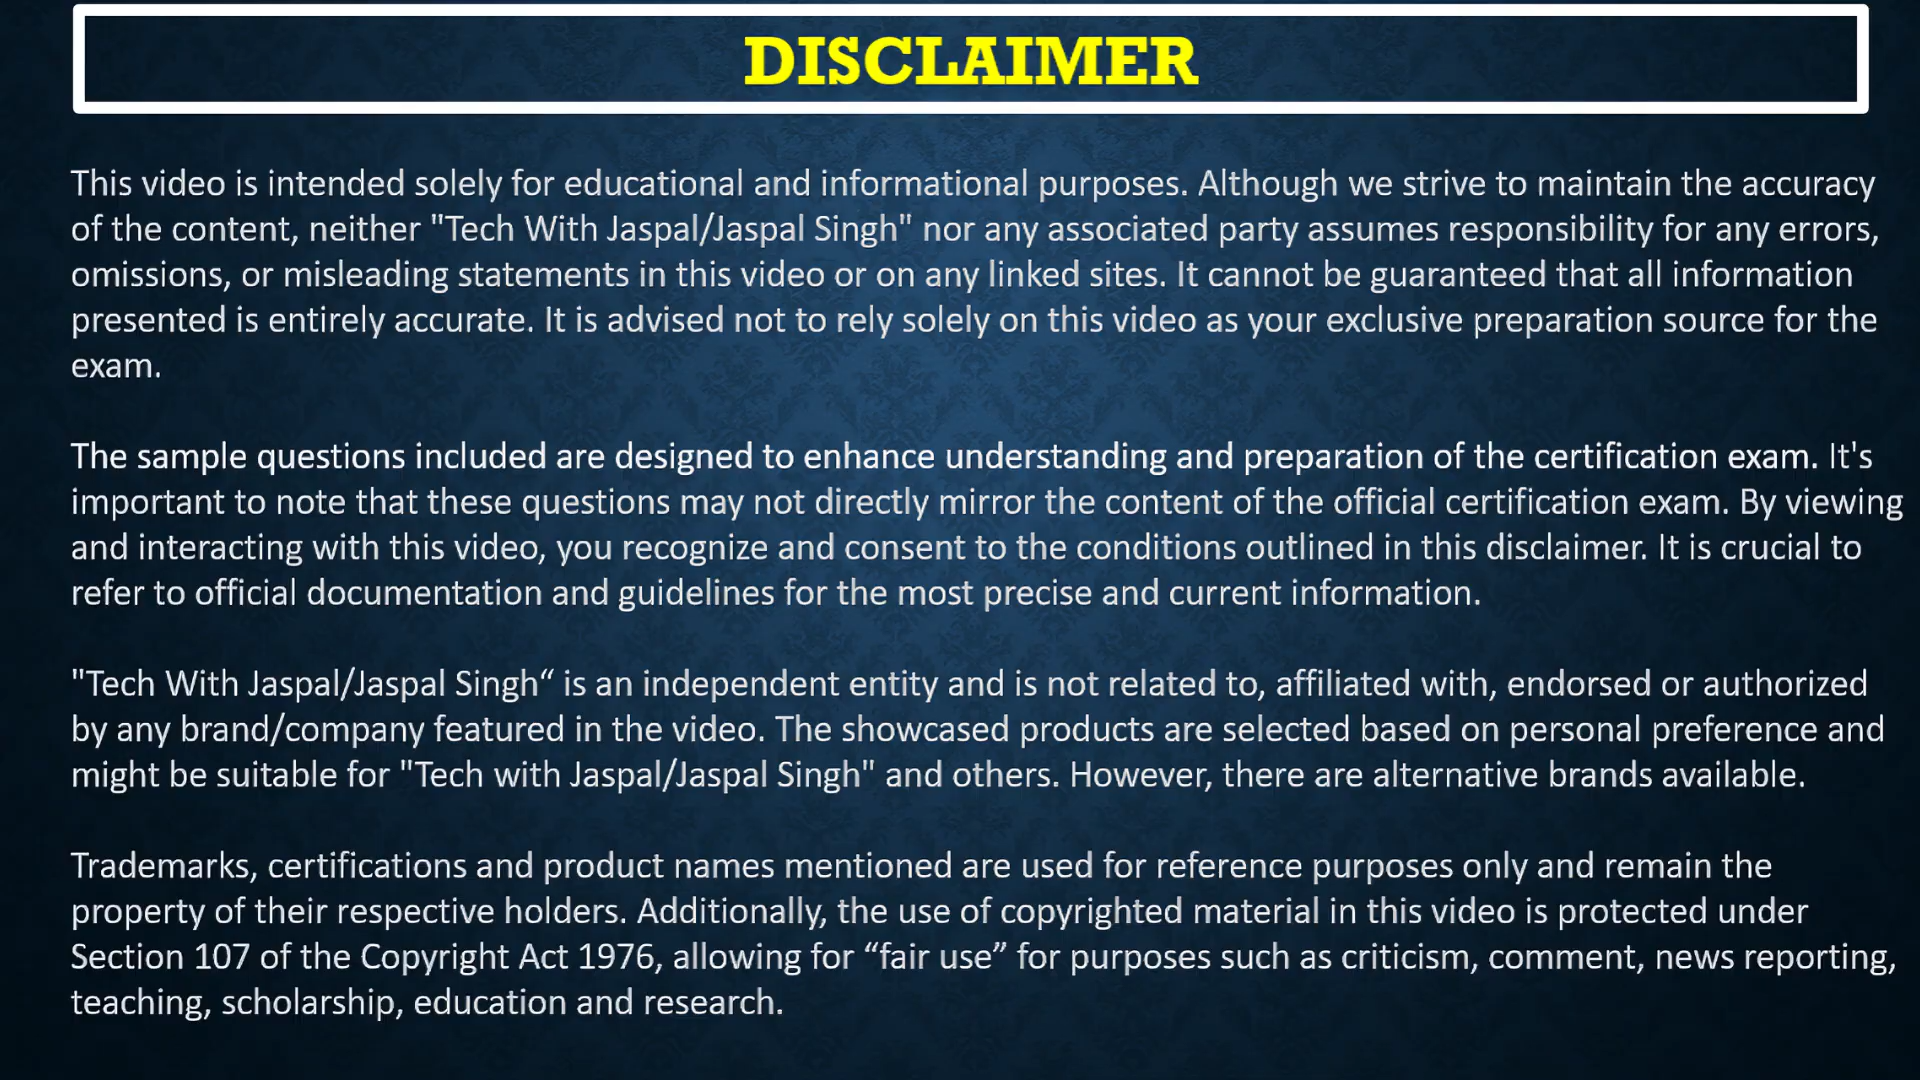 DISCLAIMER
This video is intended solely for educational and informational purposes. Although we strive to maintain the accuracy
of the content, neither "Tech With Jaspal/Jaspal Singh" nor any associated party assumes responsibility for any errors,
omissions, or misleading statements in this video or on any linked sites. It cannot be guaranteed that all information
presented is entirely accurate. It is advised not to rely solely on this video as your exclusive preparation source for the
exam.
The sample questions included are designed to enhance understanding and preparation of the certification exam. It's
important to note that these questions may not directly mirror the content of the official certification exam. By viewing
and interacting with this video, you recognize and consent to the conditions outlined in this disclaimer. It is crucial to
refer to official documentation and guidelines for the most precise and current information.
"Tech With Jaspal/Jaspal Singh“ is an independent entity and is not related to, affiliated with, endorsed or authorized
by any brand/company featured in the video. The showcased products are selected based on personal preference and
might be suitable for "Tech with Jaspal/Jaspal Singh" and others. However, there are alternative brands available.
Trademarks, certifications and product names mentioned are used for reference purposes only and remain the
property of their respective holders. Additionally, the use of copyrighted material in this video is protected under
Section 107 of the Copyright Act 1976, allowing for “fair use” for purposes such as criticism, comment, news reporting,
teaching, scholarship, education and research.